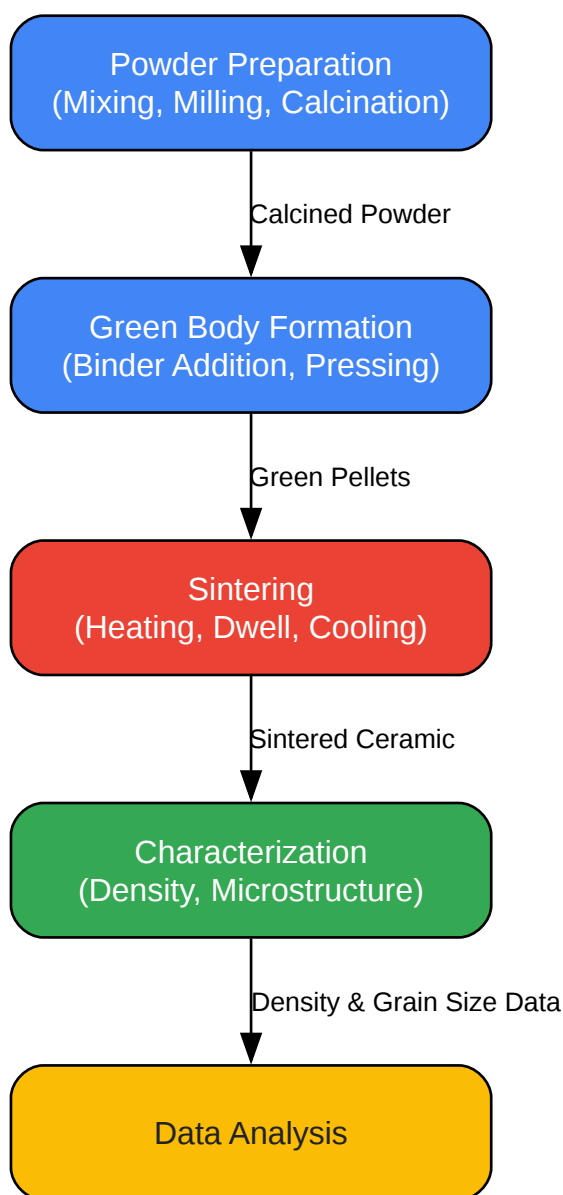 Powder Preparation
(Mixing, Milling, Calcination)
Calcined Powder
Green Body Formation
(Binder Addition, Pressing)
Green Pellets
Sintering
(Heating, Dwell, Cooling)
Sintered Ceramic
Characterization
(Density, Microstructure)
Density & Grain Size Data
Data Analysis